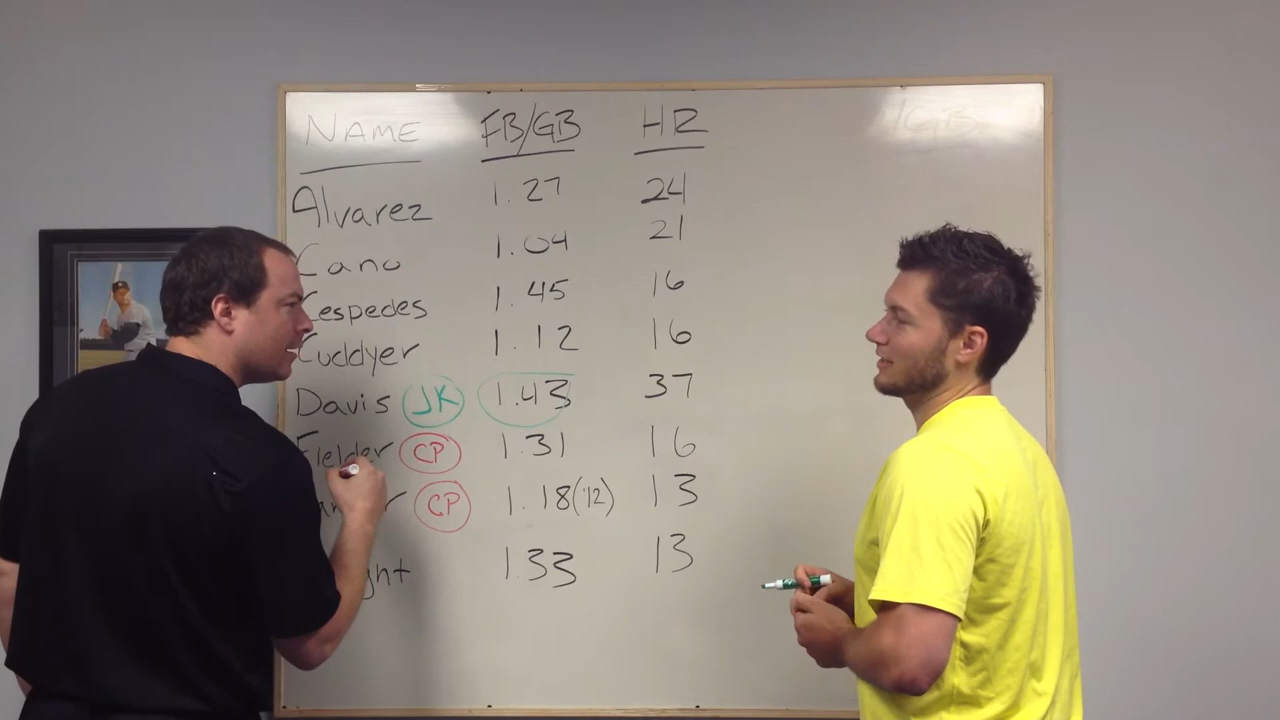 NAME FB/GB HR
Alvarez 1.27 24
Cano 1.04 21
Cespedes 1.45 16
Cuddyer 1.12 16
Davis JK 1.43 37
Fielder CP 1.31 16
CP 1.18('12) 13
1.33 13